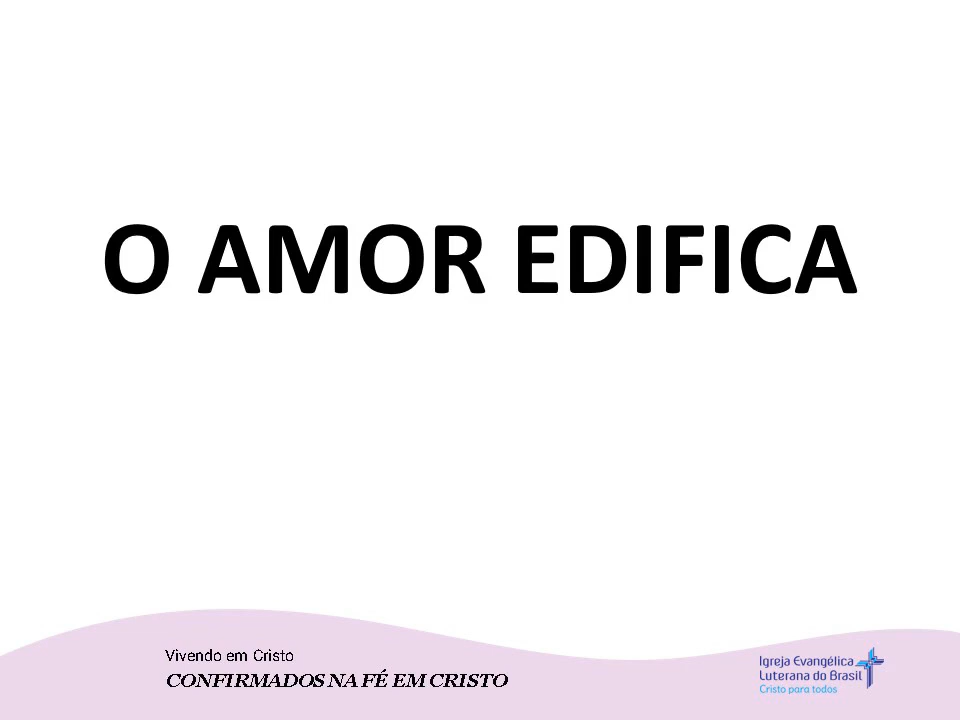 O AMOR EDIFICA
Vivendo em Cristo
CONFIRMADOS NA FÉ EM CRISTO
Igreja Evangélica
Luterana do Brasil
Cristo para todos